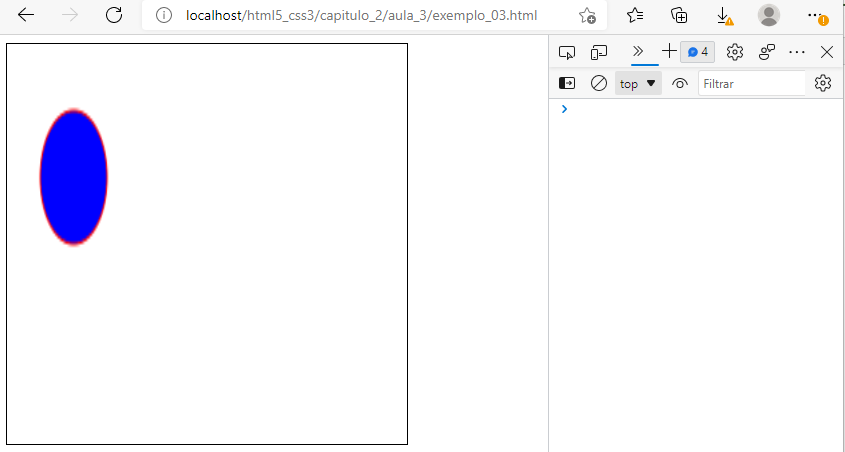 localhost/html5_css3/capitulo_2/aula_3/exemplo_03.html
4
top
Filtrar